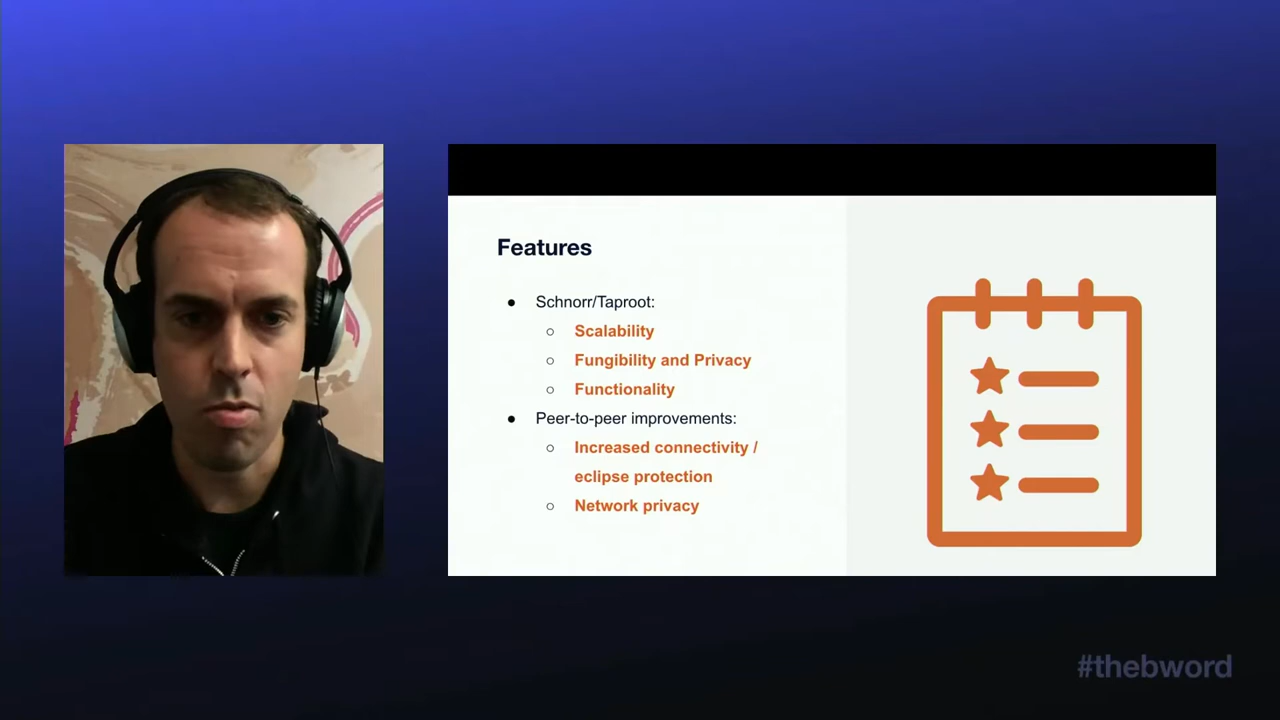 Features
● Schnorr/Taproot:
○ Scalability
○ Fungibility and Privacy
○ Functionality
● Peer-to-peer improvements:
○ Increased connectivity /
eclipse protection
○ Network privacy
#thebword